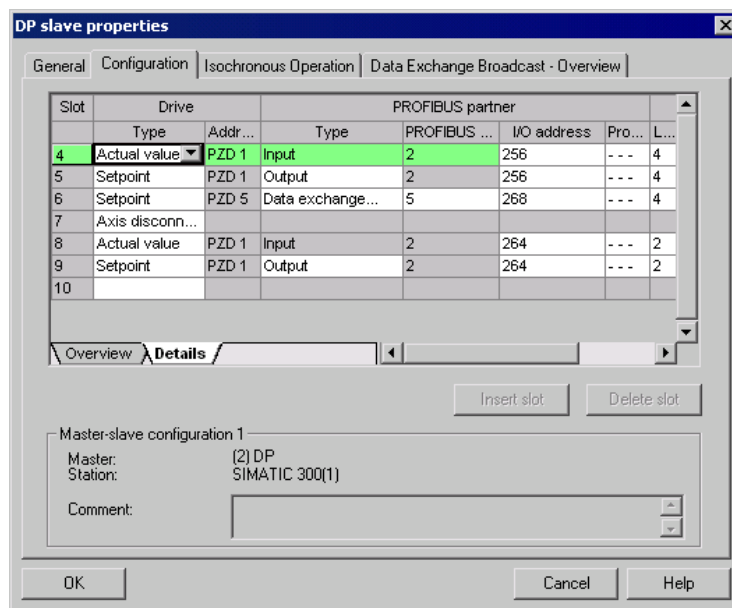 DP slave properties
General Configuration Isochronous Operation Data Exchange Broadcast - Overview
Slot Drive PROFIBUS partner
Type Addr... Type PROFIBUS ... I/O address Pro... L...
4 Actual value PZD 1 Input 2 256 - - - 4
5 Setpoint PZD 1 Output 2 256 - - - 4
6 Setpoint PZD 5 Data exchange... 5 268 - - - 4
7 Axis disconn...
8 Actual value PZD 1 Input 2 264 - - - 2
9 Setpoint PZD 1 Output 2 264 - - - 2
10
Overview Details
Insert slot Delete slot
Master-slave configuration 1
Master: (2) DP
Station: SIMATIC 300(1)
Comment:
OK Cancel Help